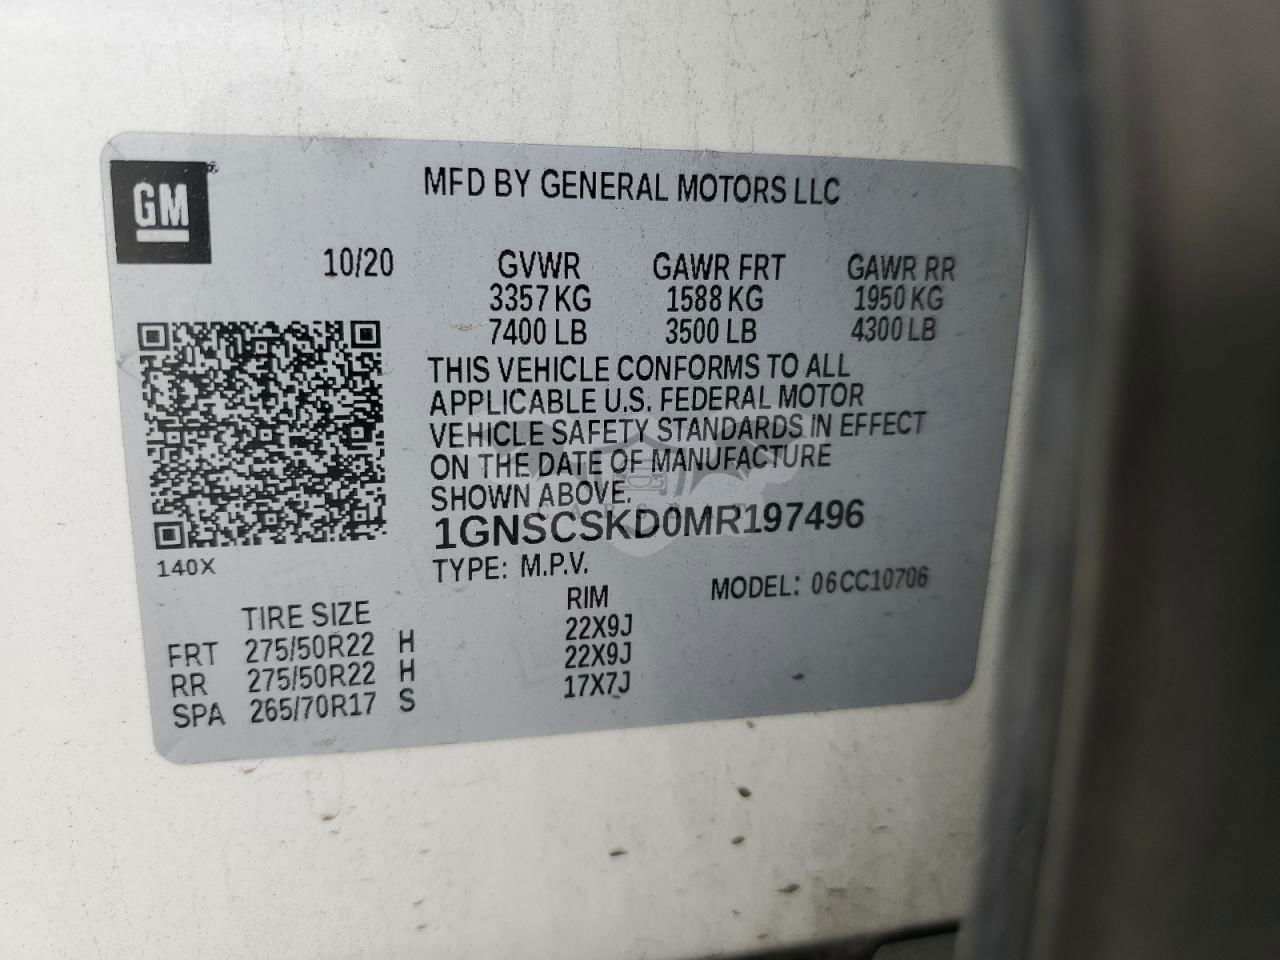 GM
MFD BY GENERAL MOTORS LLC
10/20 GVWR GAWR FRT GAWR RR
3357 KG 1588 KG 1950 KG
7400 LB 3500 LB 4300 LB
THIS VEHICLE CONFORMS TO ALL
APPLICABLE U.S. FEDERAL MOTOR
VEHICLE SAFETY STANDARDS IN EFFECT
ON THE DATE OF MANUFACTURE
SHOWN ABOVE.
1GNSCSKD0MR197496
140X
TYPE: M.P.V. MODEL: 06CC10706
TIRE SIZE RIM
FRT 275/50R22 H 22X9J
RR 275/50R22 H 22X9J
SPA 265/70R17 S 17X7J